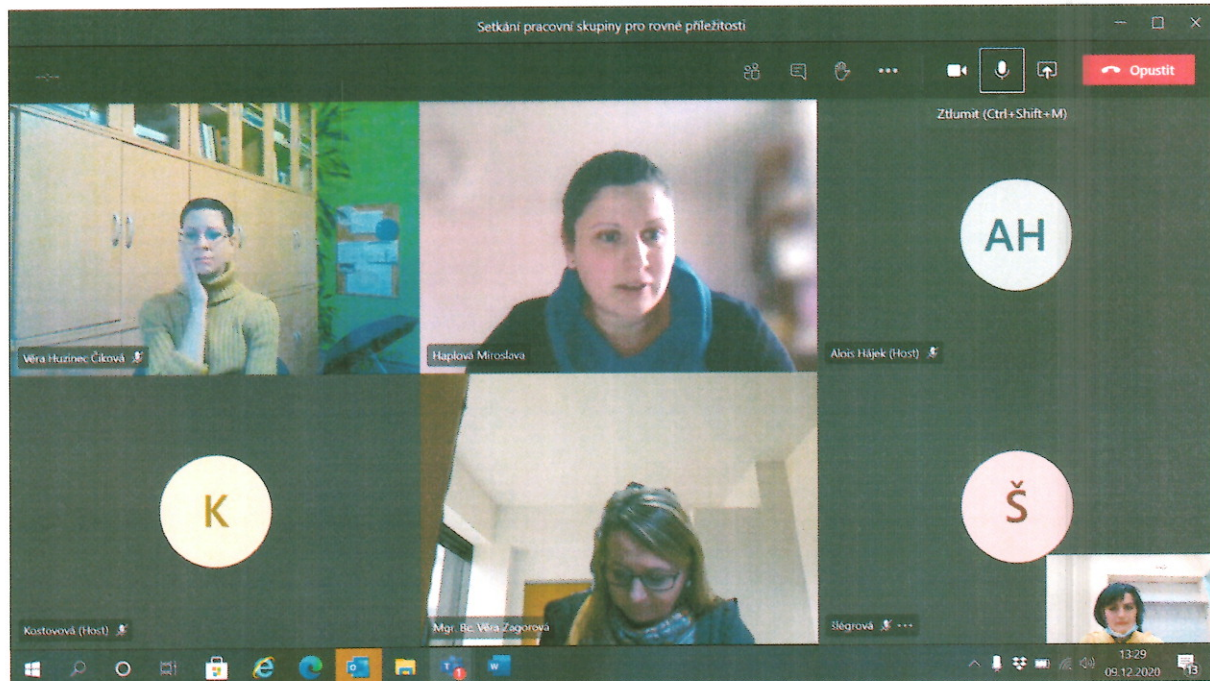 Setkání pracovní skupiny pro rovné příležitosti
Opustit
Ztlumit (Ctrl+Shift+M)
AH
Věra Huzinec Čiková
Haplová Miroslava
Alois Hájek (Host)
K
Š
Kostovová (Host)
Mgr. Bc. Věra Zagorová
Šlégrová
13:29
09.12.2020
13